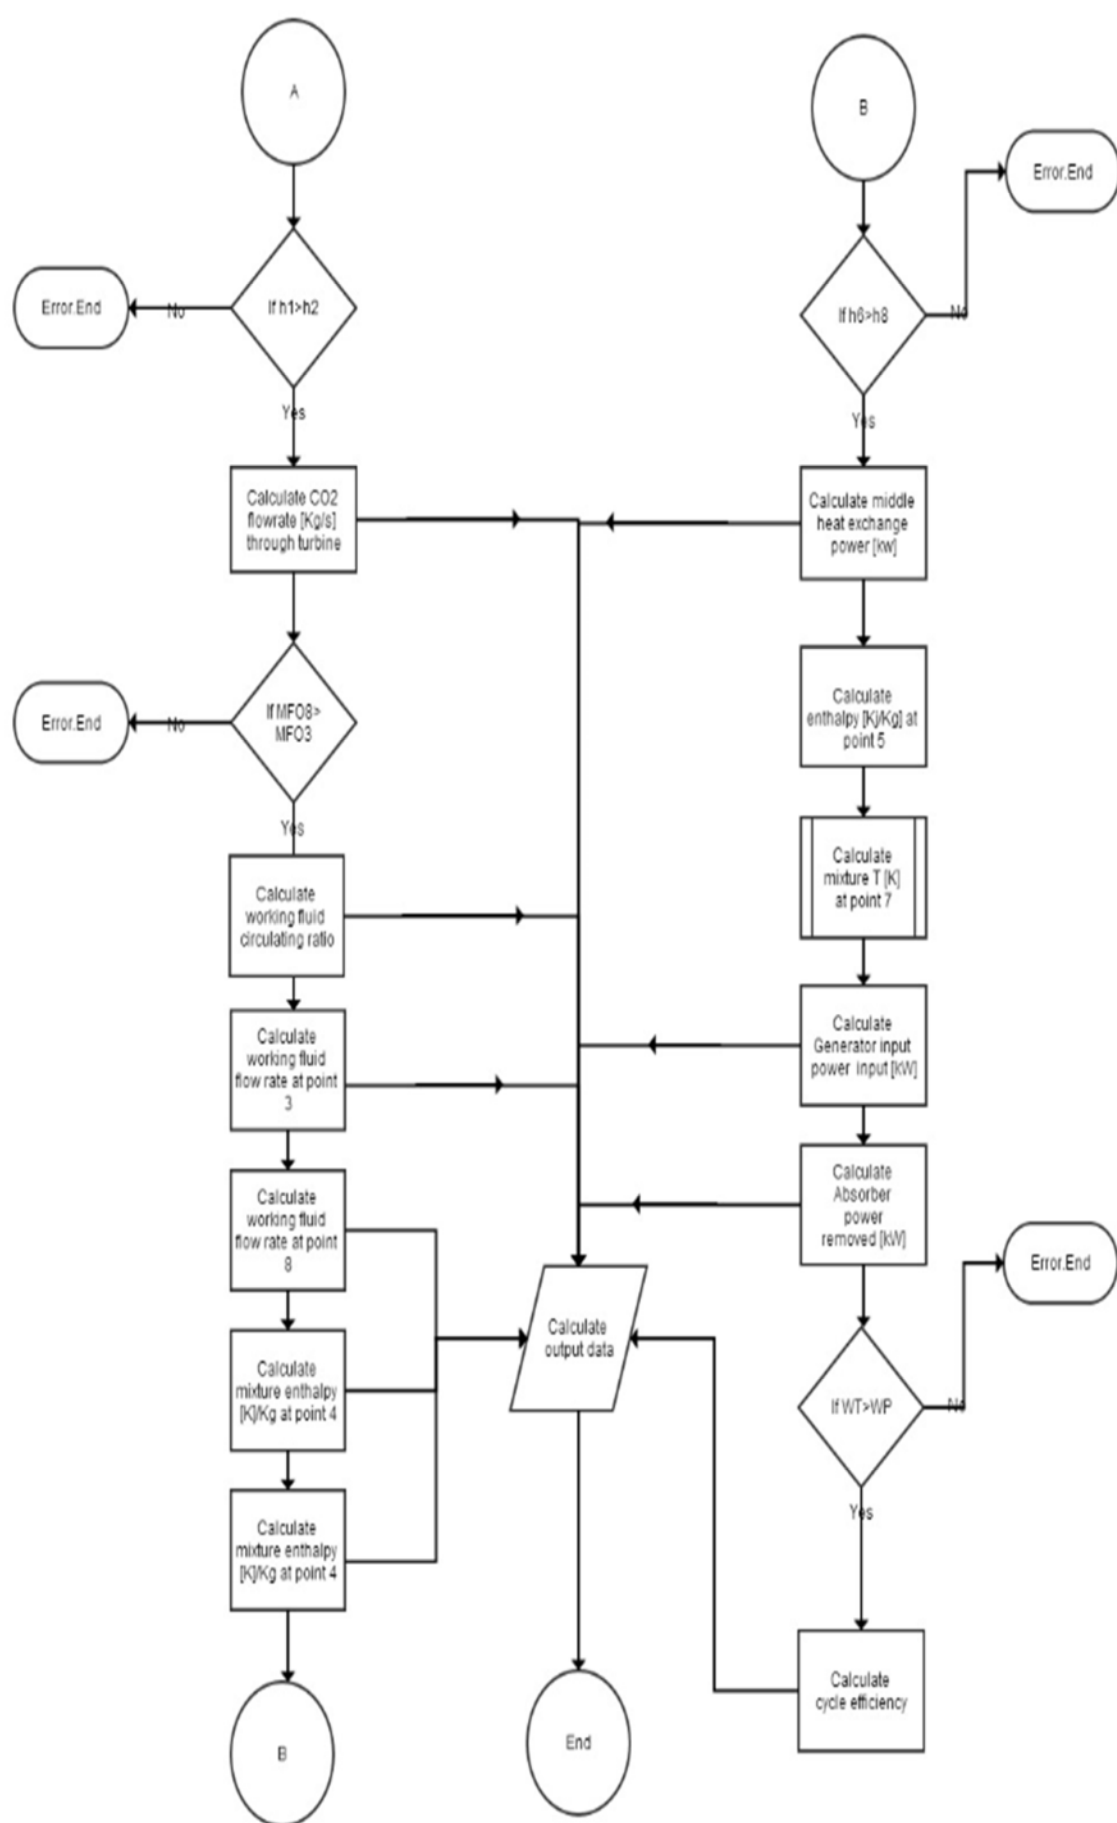 A
If h1>h2
No
Error.End
Yes
Calculate CO2
flowrate [Kg/s]
through turbine
If MFO8>
MFO3
No
Error.End
Yes
Calculate
working fluid
circulating ratio
Calculate
working fluid
flow rate at point
3
Calculate
working fluid
flow rate at point
8
Calculate
mixture enthalpy
[K]/Kg at point 4
Calculate
mixture enthalpy
[K]/Kg at point 4
B
Calculate
output data
End
B
If h6>h8
No
Error.End
Yes
Calculate middle
heat exchange
power [kw]
Calculate
enthalpy [Kj/Kg] at
point 5
Calculate
mixture T [K]
at point 7
Calculate
Generator input
power input [kW]
Calculate
Absorber
power
removed [kW]
If WT>WP
No
Error.End
Yes
Calculate
cycle efficiency